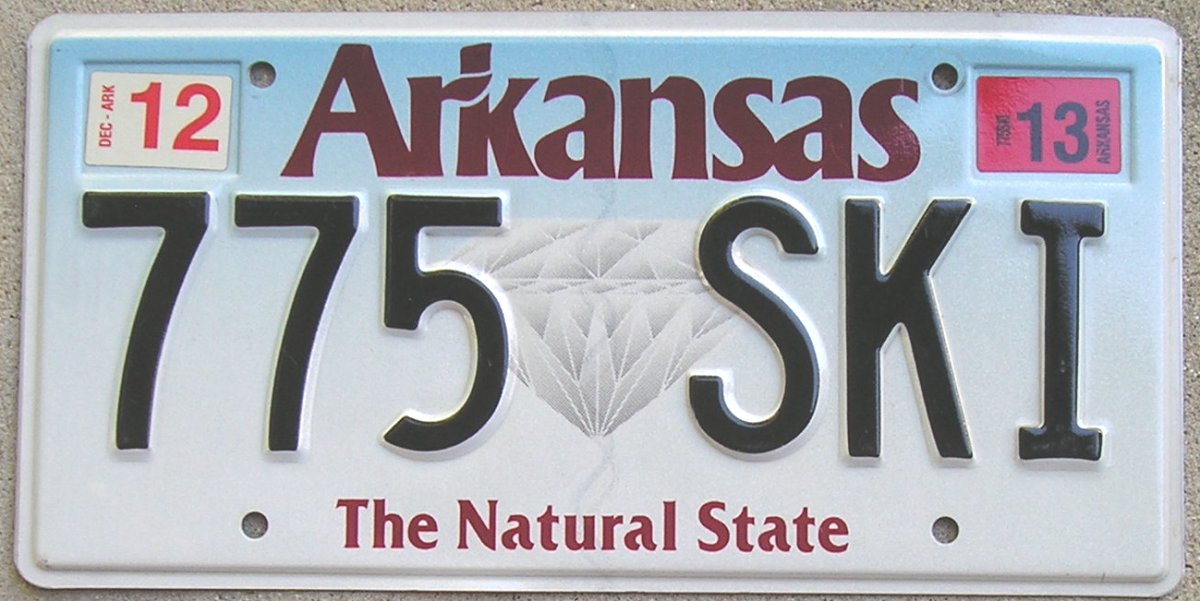 DEC - ARK
12
Arkansas
13
ARKANSAS
775 SKI
The Natural State